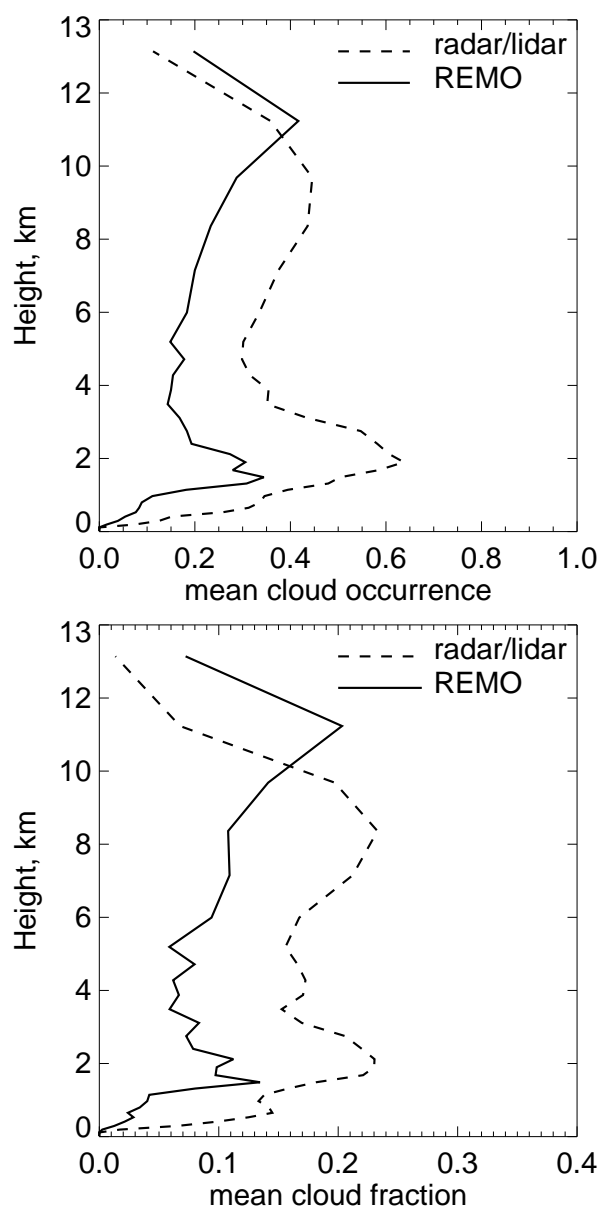 13
radar/lidar
REMO
12
10
8
6
4
2
0
Height, km
0.0 0.2 0.4 0.6 0.8 1.0
mean cloud occurrence
13
radar/lidar
REMO
12
10
8
6
4
2
0
Height, km
0.0 0.1 0.2 0.3 0.4
mean cloud fraction